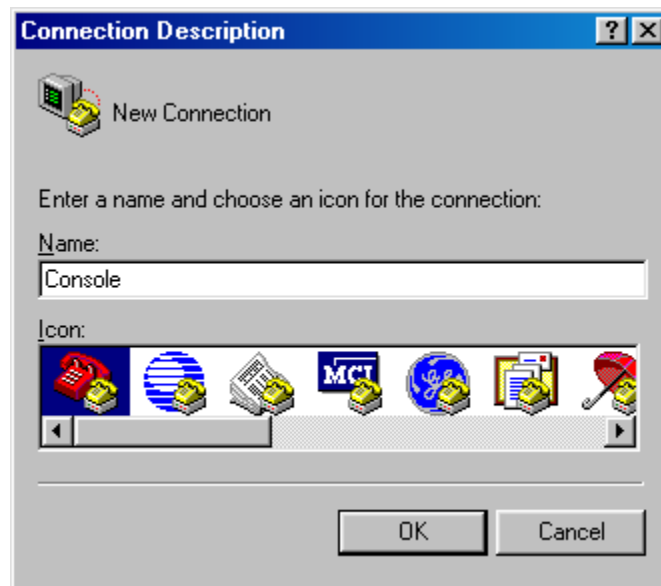 Connection Description
New Connection
Enter a name and choose an icon for the connection:
Name:
Console
Icon:
MCI
OK Cancel